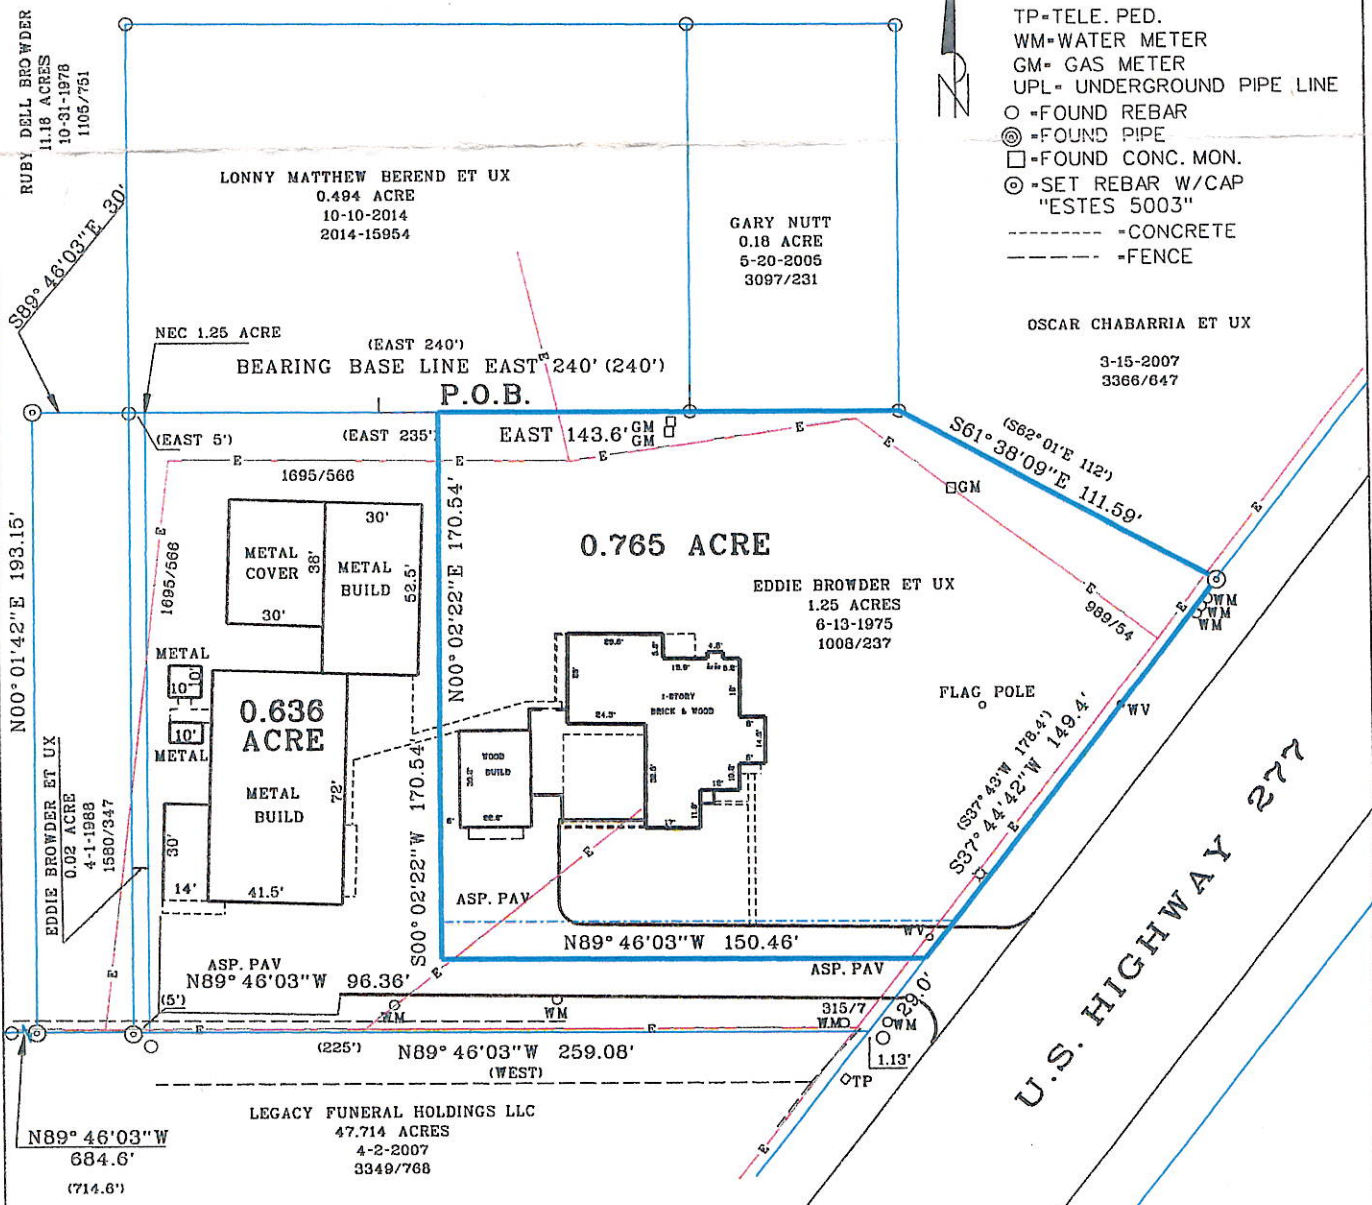 RUBY DELL BROWDER
11.18 ACRES
10-31-1978
1105/751
N
TP=TELE. PED.
WM=WATER METER
GM= GAS METER
UPL= UNDERGROUND PIPE LINE
=FOUND REBAR
=FOUND PIPE
=FOUND CONC. MON.
=SET REBAR W/CAP
"ESTES 5003"
=CONCRETE
=FENCE
LONNY MATTHEW BEREND ET UX
0.494 ACRE
10-10-2014
2014-15954
GARY NUTT
0.18 ACRE
5-20-2005
3097/231
OSCAR CHABARRIA ET UX
3-15-2007
3366/647
S89°46'03"E 30'
NEC 1.25 ACRE
(EAST 240')
BEARING BASE LINE EAST 240' (240')
E
P.O.B.
(EAST 5')
(EAST 235')
EAST 143.6'
GM
GM
E
E
E
E
E
1695/566
(S62°01'E 112')
S61°38'09"E 111.59'
GM
E
E
1695/566
N00°01'42"E 193.15'
N00°02'22"E 170.54'
0.765 ACRE
EDDIE BROWDER ET UX
1.25 ACRES
6-13-1975
1008/237
E
989/54
E
WM
WM
WM
METAL
COVER
36'
30'
30'
METAL
BUILD
52.5'
METAL
10'
10'
10'
METAL
0.636
ACRE
METAL
BUILD
72'
30'
14'
41.5'
1-STORY
BRICK & WOOD
24.3'
WOOD
BUILD
FLAG POLE
WV
(S37°43'W 178.4')
S37°44'42"W 149.4'
E
EDDIE BROWDER ET UX
0.02 ACRE
4-1-1988
1580/347
S00°02'22"W 170.54'
E
ASP. PAV
N89°46'03"W 150.46'
WV
ASP. PAV
E
E
ASP. PAV
N89°46'03"W 96.36'
(5')
WM
WM
315/7
WM
WM
29.0'
E
E
(225')
N89°46'03"W 259.08'
(WEST)
1.13'
TP
E
U.S. HIGHWAY 277
LEGACY FUNERAL HOLDINGS LLC
47.714 ACRES
4-2-2007
3349/768
N89°46'03"W
684.6'
(714.6')